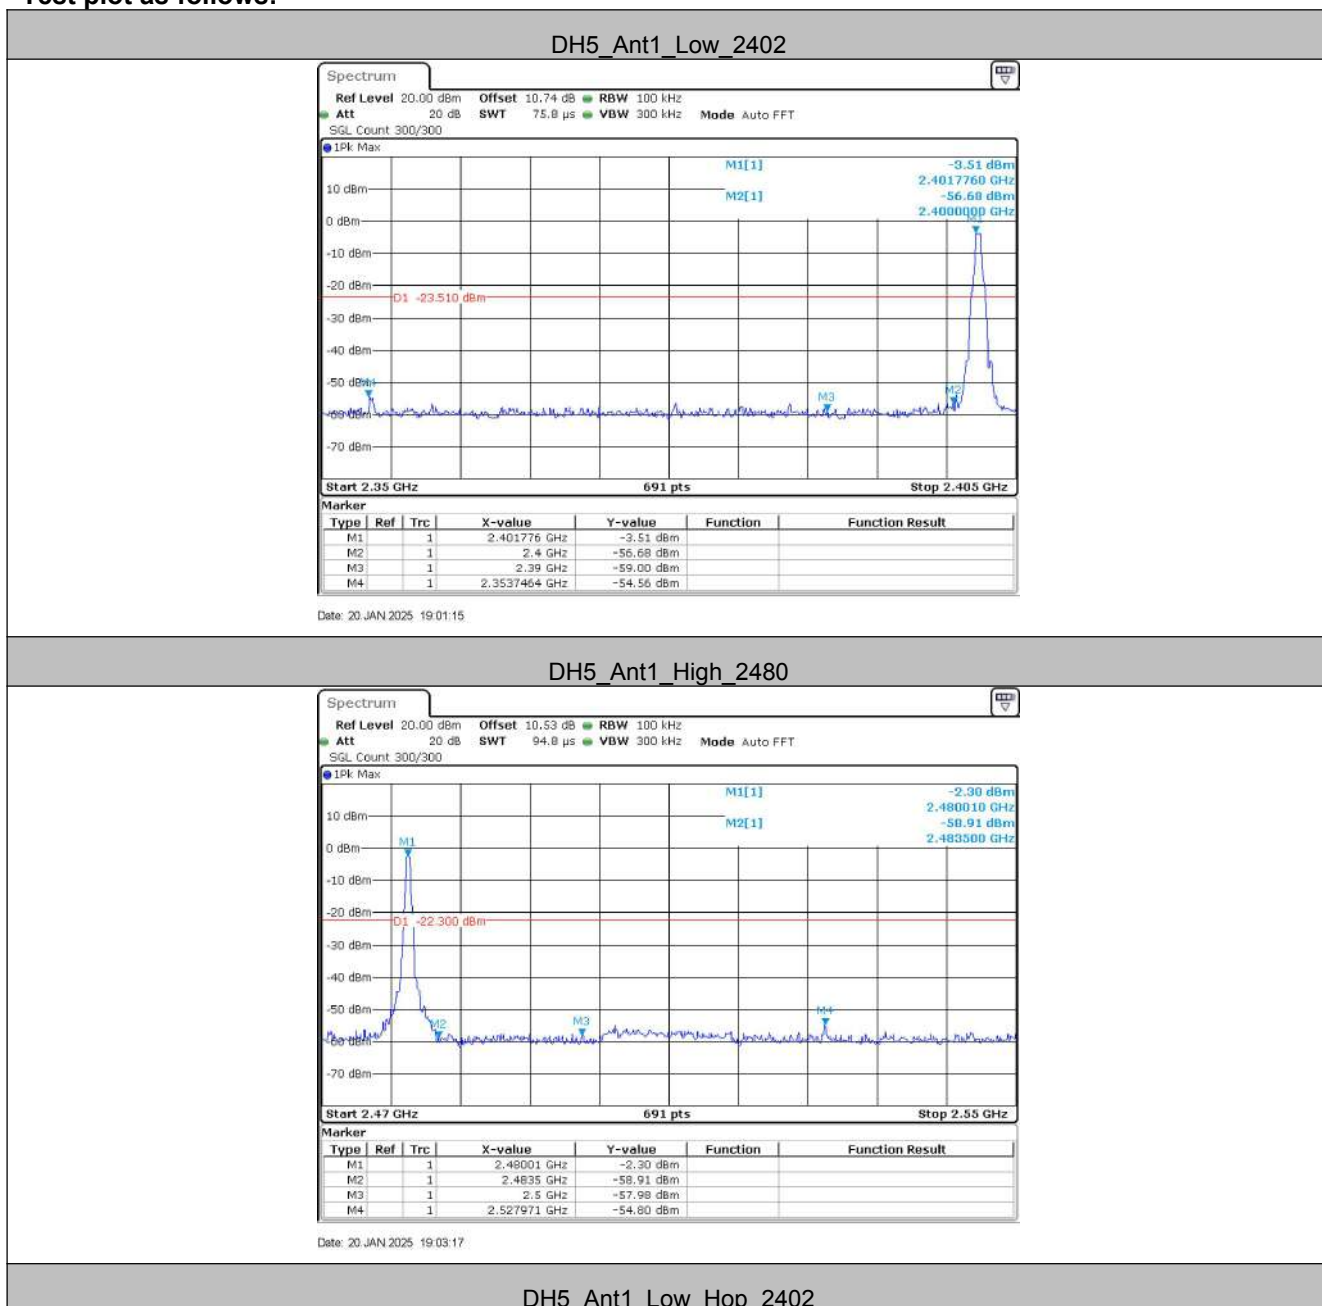 Test plot as follows:
DH5_Ant1_Low_2402
Spectrum
Ref Level 20.00 dBm Offset 10.74 dB RBW 100 kHz
Att 20 dB SWT 75.8 µs VBW 300 kHz Mode Auto FFT
SGL Count 300/300
1Pk Max
M1[1] -3.51 dBm
2.4017760 GHz
M2[1] -56.68 dBm
2.4000000 GHz
10 dBm
0 dBm
-10 dBm
-20 dBm
D1 -23.510 dBm
-30 dBm
-40 dBm
-50 dBm
M4
M3
M2
-60 dBm
-70 dBm
Start 2.35 GHz 691 pts Stop 2.405 GHz
Marker
Type Ref Trc X-value Y-value Function Function Result
M1 1 2.401776 GHz -3.51 dBm
M2 1 2.4 GHz -56.68 dBm
M3 1 2.39 GHz -59.00 dBm
M4 1 2.3537464 GHz -54.56 dBm
Date: 20.JAN.2025 19:01:15
DH5_Ant1_High_2480
Spectrum
Ref Level 20.00 dBm Offset 10.53 dB RBW 100 kHz
Att 20 dB SWT 94.8 µs VBW 300 kHz Mode Auto FFT
SGL Count 300/300
1Pk Max
M1[1] -2.30 dBm
2.480010 GHz
M2[1] -58.91 dBm
2.483500 GHz
10 dBm
0 dBm
M1
-10 dBm
-20 dBm
D1 -22.300 dBm
-30 dBm
-40 dBm
-50 dBm
M4
M2
M3
-60 dBm
-70 dBm
Start 2.47 GHz 691 pts Stop 2.55 GHz
Marker
Type Ref Trc X-value Y-value Function Function Result
M1 1 2.48001 GHz -2.30 dBm
M2 1 2.4835 GHz -58.91 dBm
M3 1 2.5 GHz -57.98 dBm
M4 1 2.527971 GHz -54.80 dBm
Date: 20.JAN.2025 19:03:17
DH5_Ant1_Low_Hop_2402